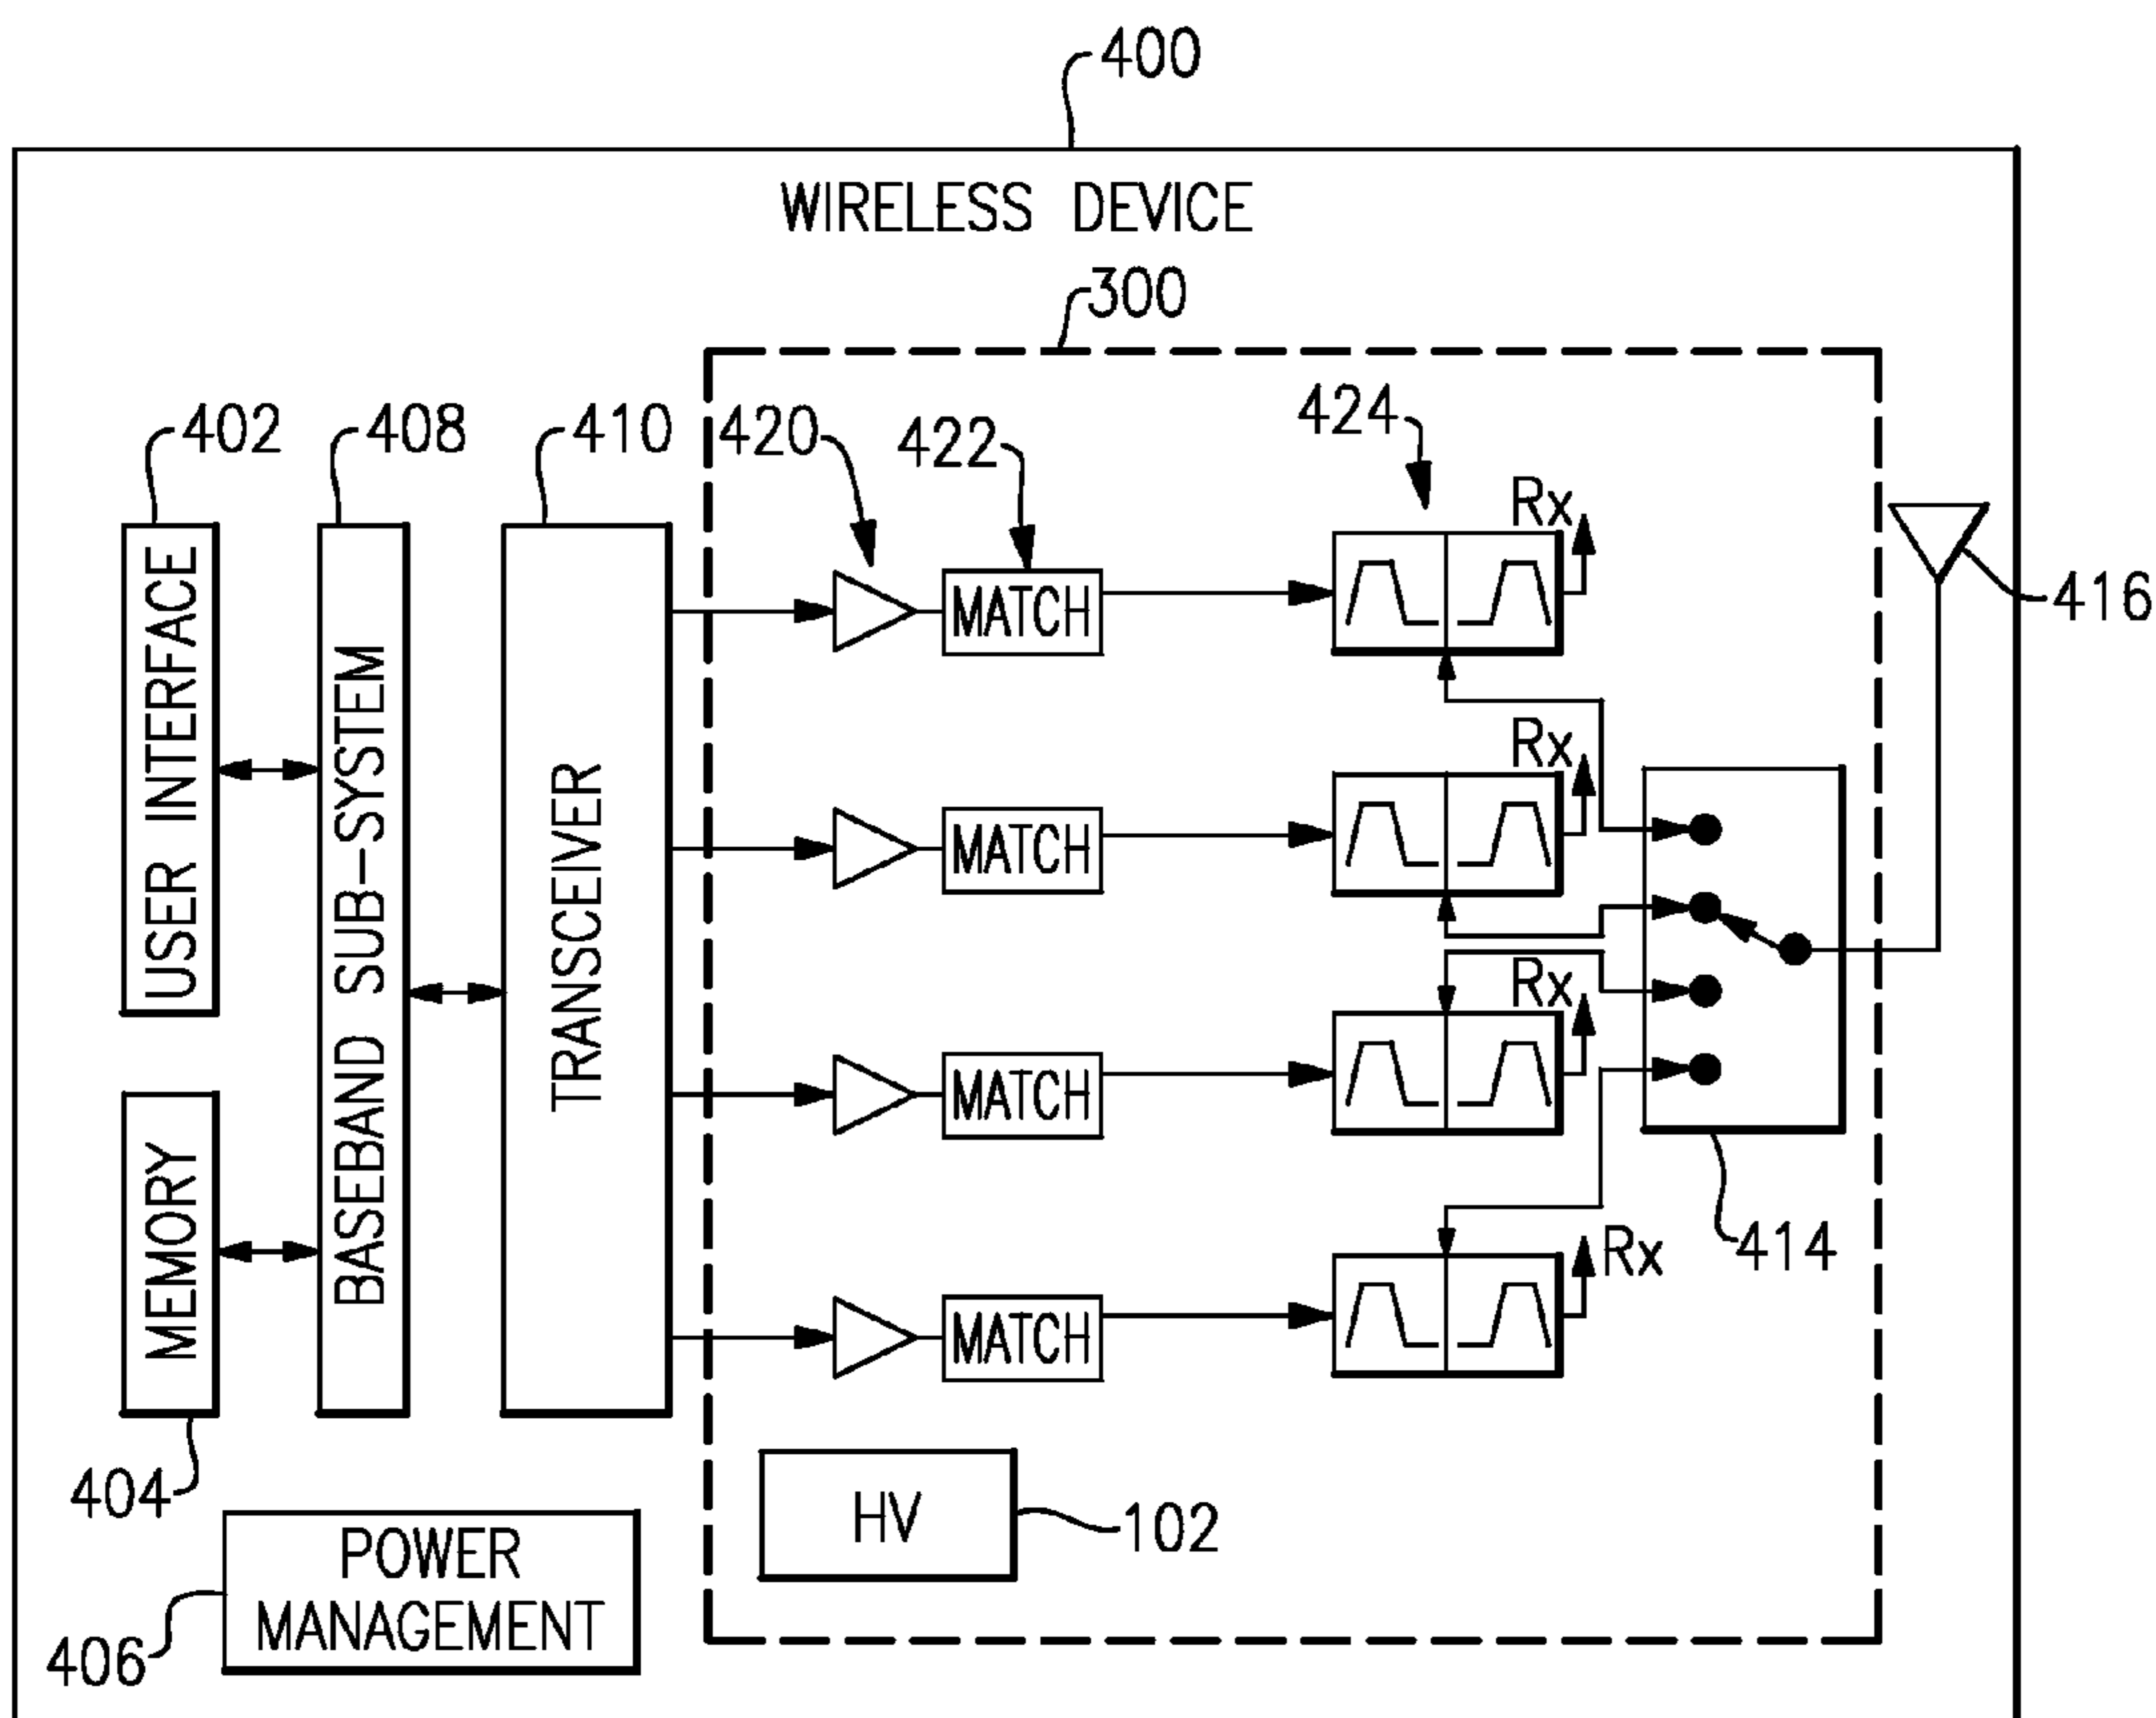 400
WIRELESS DEVICE
300
402
408
410
420
422
424
Rx
416
MATCH
USER INTERFACE
BASEBAND SUB-SYSTEM
TRANSCEIVER
Rx
MATCH
Rx
MATCH
MEMORY
414
Rx
MATCH
404
HV
102
POWER
MANAGEMENT
406